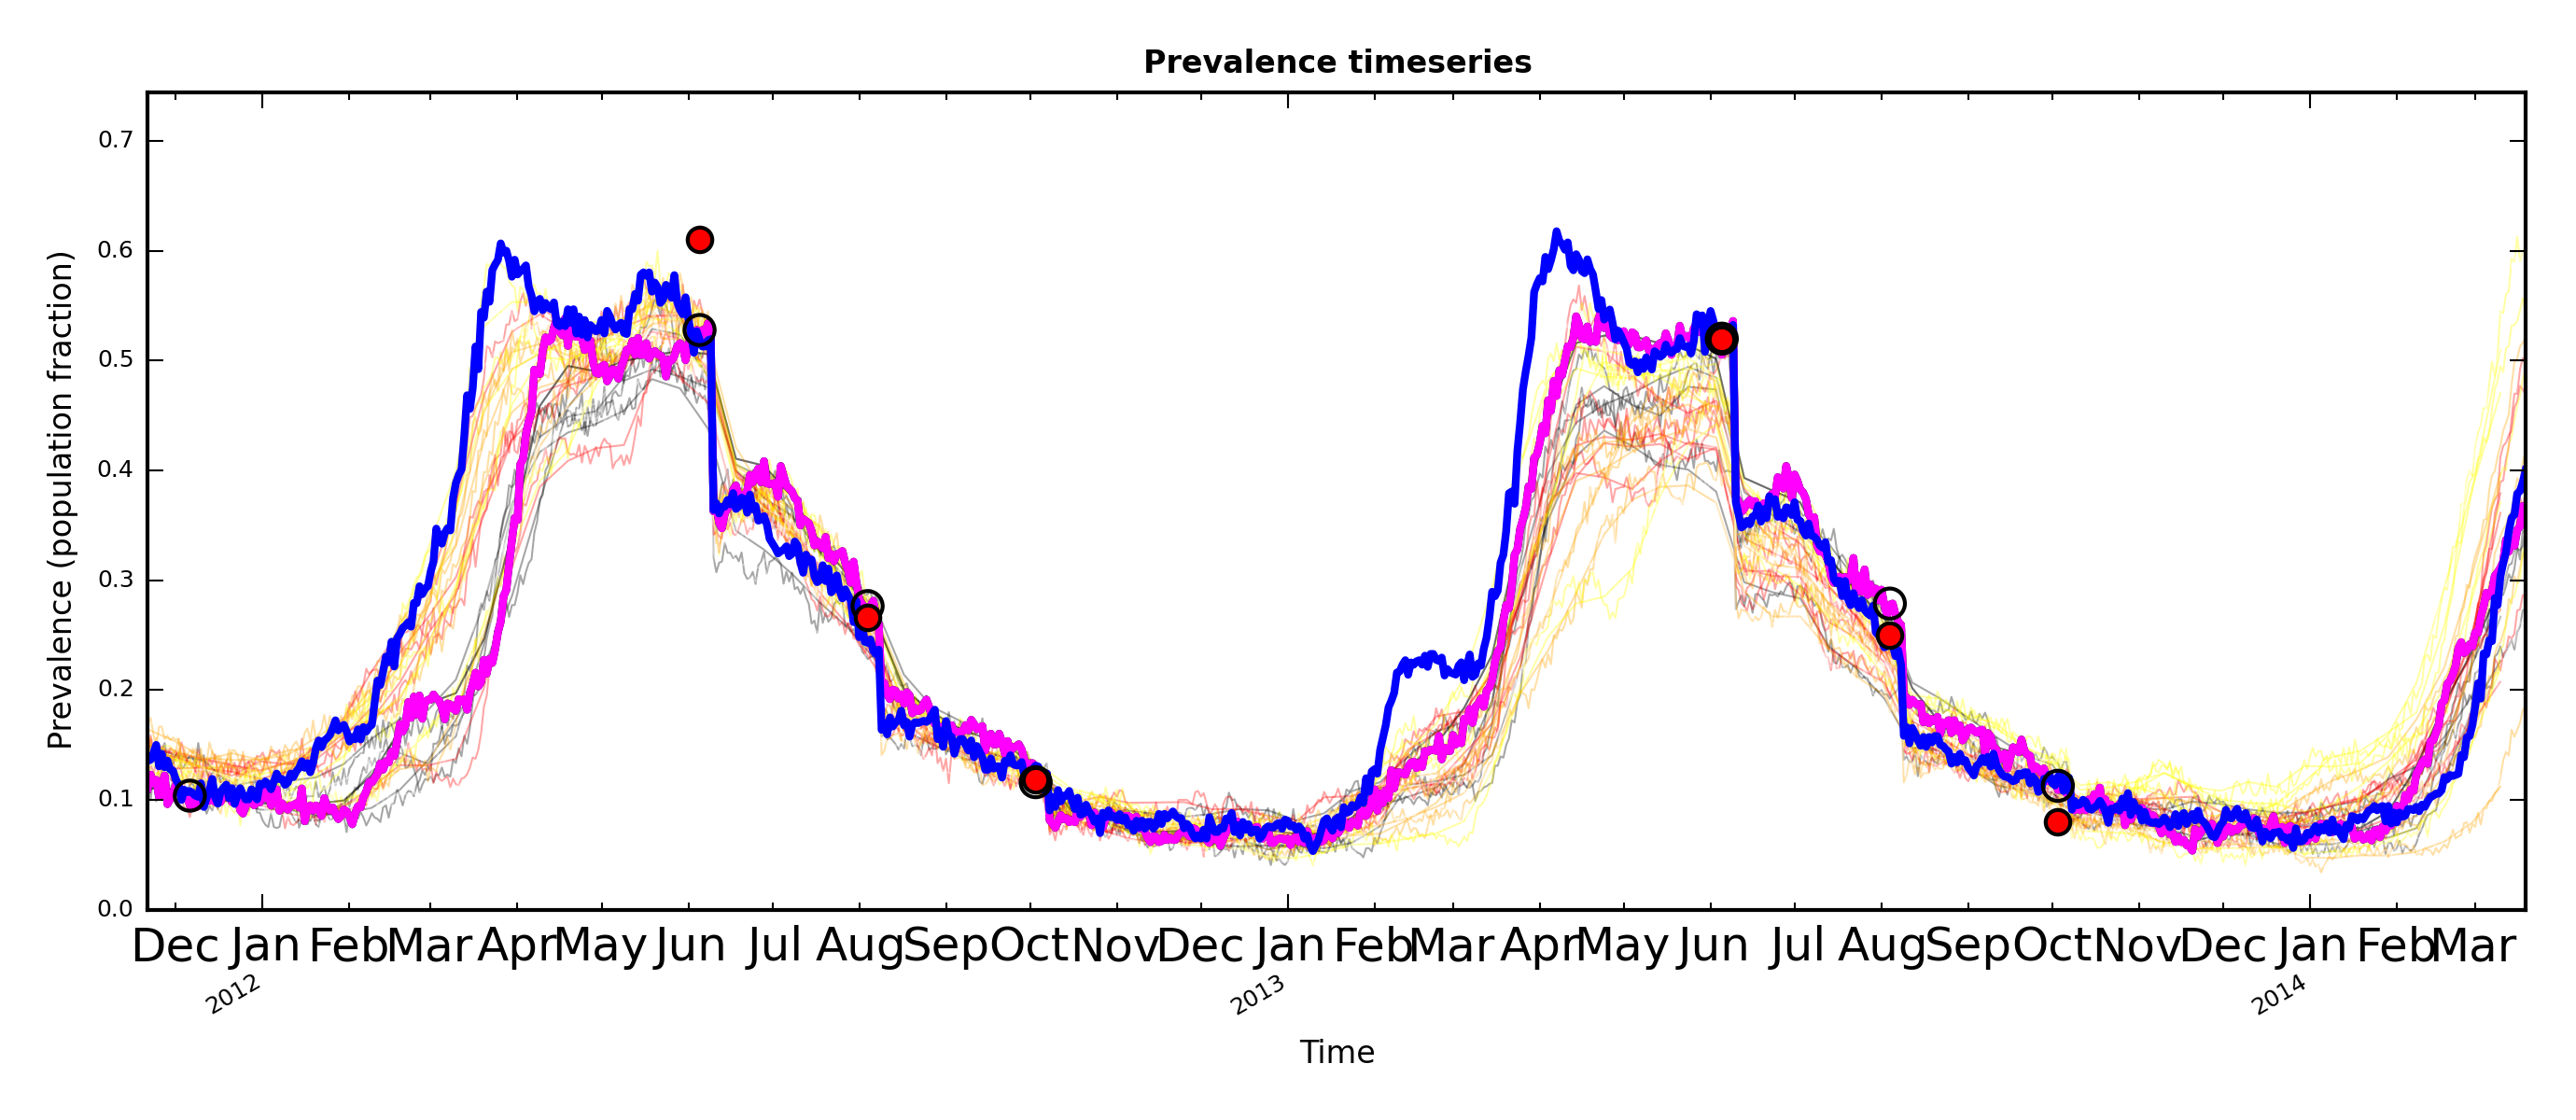 Prevalence timeseries
Prevalence (population fraction)
0.7
0.6
0.5
0.4
0.3
0.2
0.1
0.0
Dec Jan Feb Mar Apr May Jun Jul Aug Sep Oct Nov Dec Jan Feb Mar Apr May Jun Jul Aug Sep Oct Nov Dec Jan Feb Mar
2012 2013 2014
Time